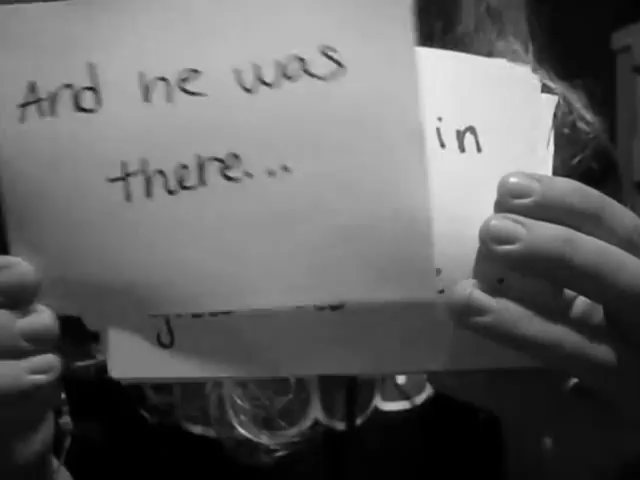 And he was
there...
in